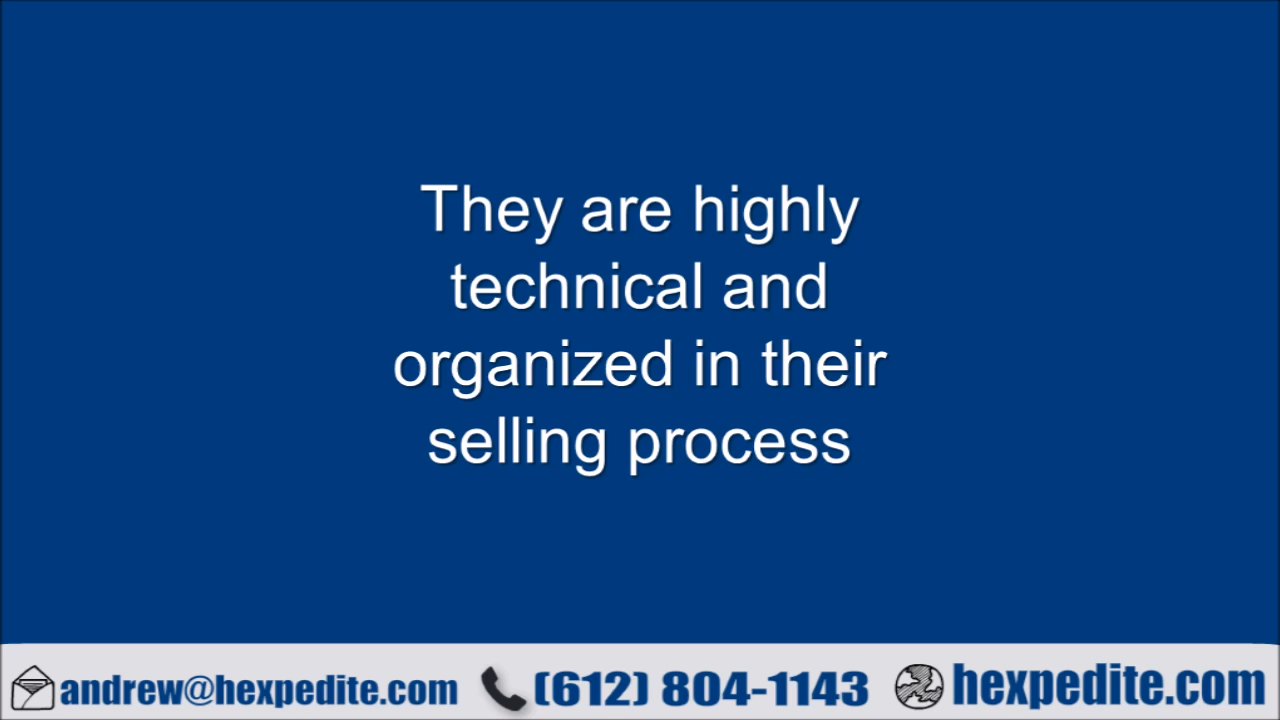 They are highly
technical and
organized in their
selling process
andrew@hexpedite.com (612) 804-1143 hexpedite.com